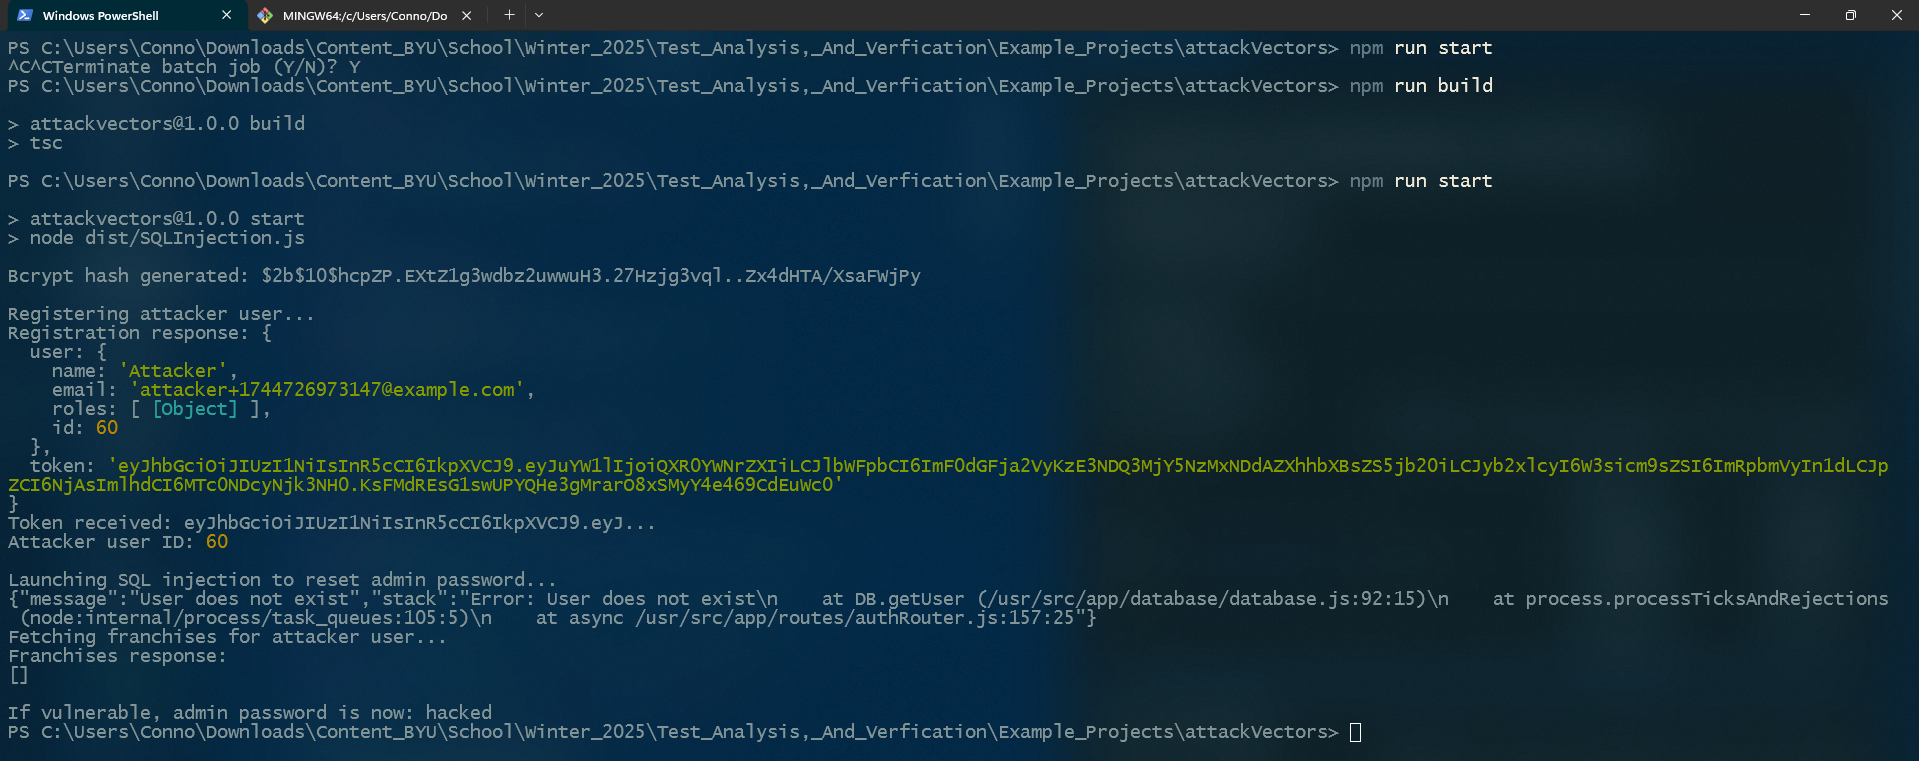 Windows PowerShell
MINGW64:/c/Users/Conno/Do
PS C:\Users\Conno\Downloads\Content_BYU\School\Winter_2025\Test_Analysis,_And_Verfication\Example_Projects\attackVectors> npm run start
^C^CTerminate batch job (Y/N)? Y
PS C:\Users\Conno\Downloads\Content_BYU\School\Winter_2025\Test_Analysis,_And_Verfication\Example_Projects\attackVectors> npm run build
> attackvectors@1.0.0 build
> tsc
PS C:\Users\Conno\Downloads\Content_BYU\School\Winter_2025\Test_Analysis,_And_Verfication\Example_Projects\attackVectors> npm run start
> attackvectors@1.0.0 start
> node dist/SQLInjection.js
Bcrypt hash generated: $2b$10$hcpZP.EXtZ1g3wdbz2uwwuH3.27Hzjg3vql..Zx4dHTA/XsaFWjPy
Registering attacker user...
Registration response: {
  user: {
    name: 'Attacker',
    email: 'attacker+1744726973147@example.com',
    roles: [ [Object] ],
    id: 60
  },
  token: 'eyJhbGciOiJIUzI1NiIsInR5cCI6IkpXVCJ9.eyJuYW1lIjoiQXR0YWNrZXIiLCJlbWFpbCI6ImF0dGFja2VyKzE3NDQ3MjY5NzMxNDdAZXhhbXBsZS5jb20iLCJyb2xlcyI6W3sicm9sZSI6ImRpbmVyIn1dLCJp
ZCI6NjAsImlhdCI6MTc0NDcyNjk3NH0.KsFMdREsG1swUPYQHe3gMrarO8xSMyY4e469CdEuWc0'
}
Token received: eyJhbGciOiJIUzI1NiIsInR5cCI6IkpXVCJ9.eyJ...
Attacker user ID: 60
Launching SQL injection to reset admin password...
{"message":"User does not exist","stack":"Error: User does not exist\n    at DB.getUser (/usr/src/app/database/database.js:92:15)\n    at process.processTicksAndRejections
 (node:internal/process/task_queues:105:5)\n    at async /usr/src/app/routes/authRouter.js:157:25"}
Fetching franchises for attacker user...
Franchises response:
[]
If vulnerable, admin password is now: hacked
PS C:\Users\Conno\Downloads\Content_BYU\School\Winter_2025\Test_Analysis,_And_Verfication\Example_Projects\attackVectors>